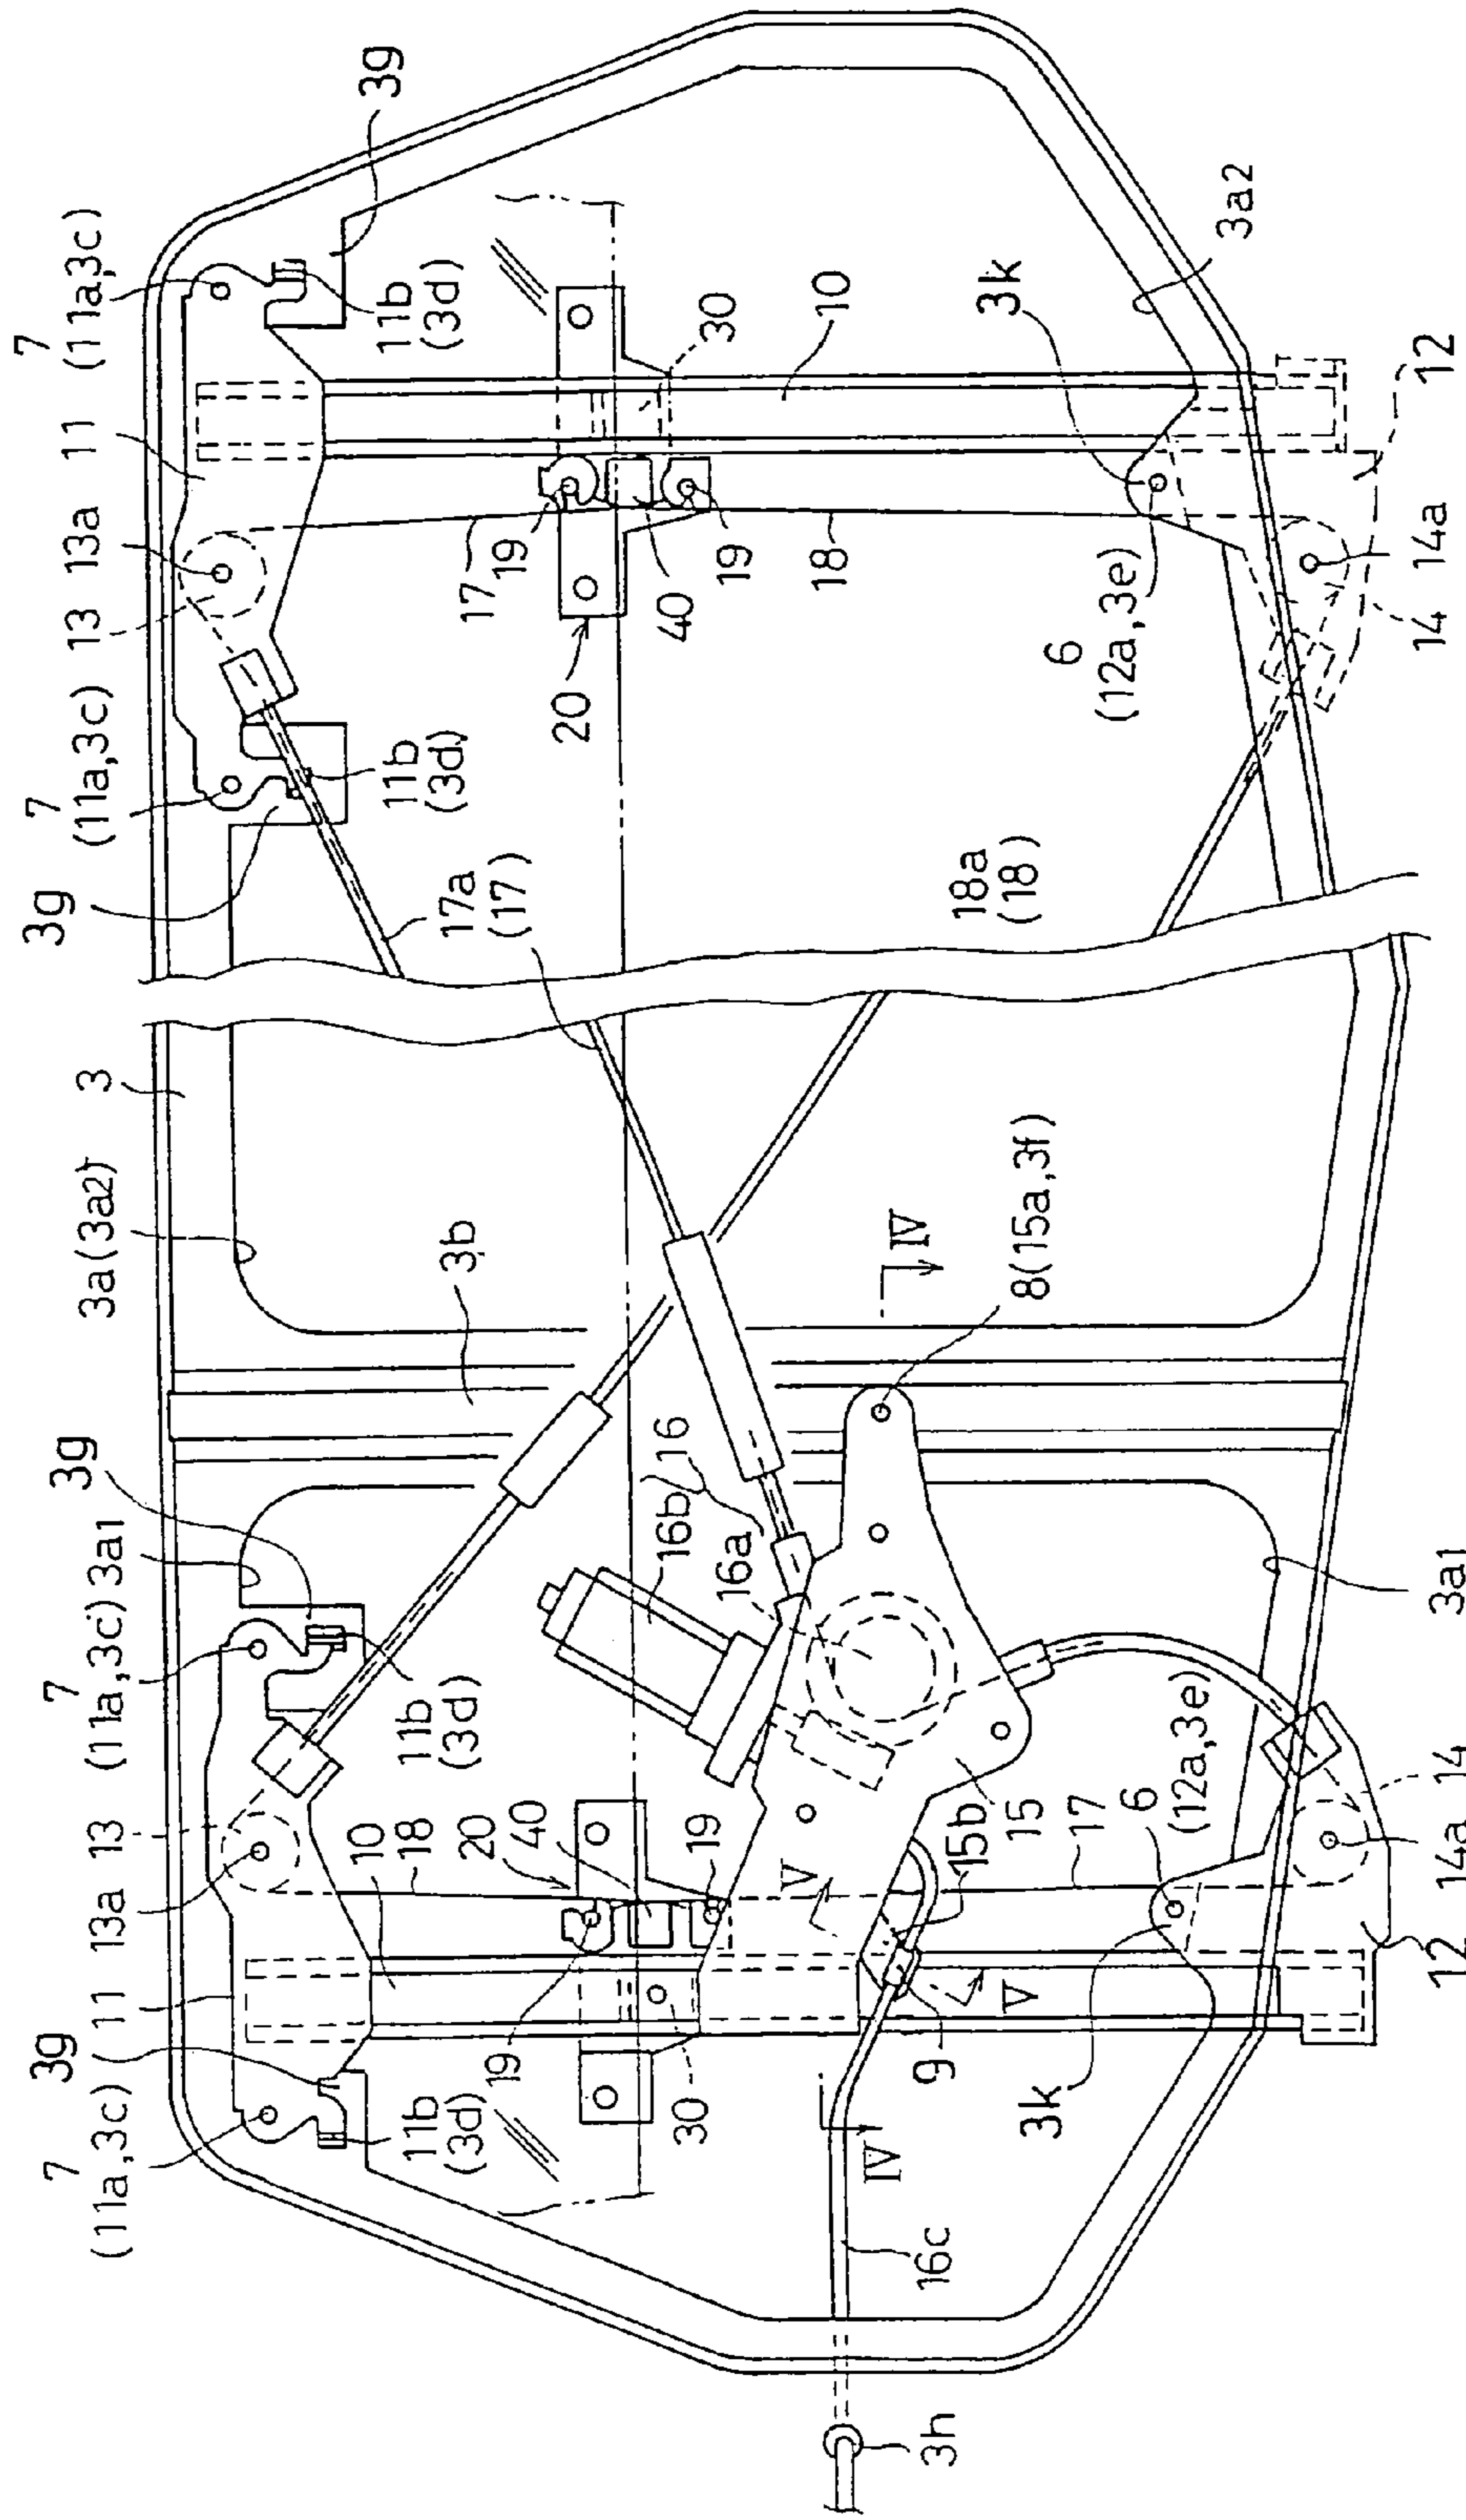 3g
7
(11a,3c)
11
13a
13
7
(11a,3c)
3a1
3g
3a(3a2)
3
3g
7
(11a,3c)
13
13a
11
7
(11a,3c)
3g
11b
(3d)
10
18
20
40
19
11b
(3d)
16b
16
16a
3b
17a
(17)
11b
(3d)
20
17
19
40
19
18
30
10
11b
(3d)
19
30
V
15b
15
17
6
(12a,3e)
8(15a,3f)
IV
18a
(18)
6
(12a,3e)
3k
3a2
3h
16c
IV
9
V
3k
12
14a
14
3a1
14
14a
12